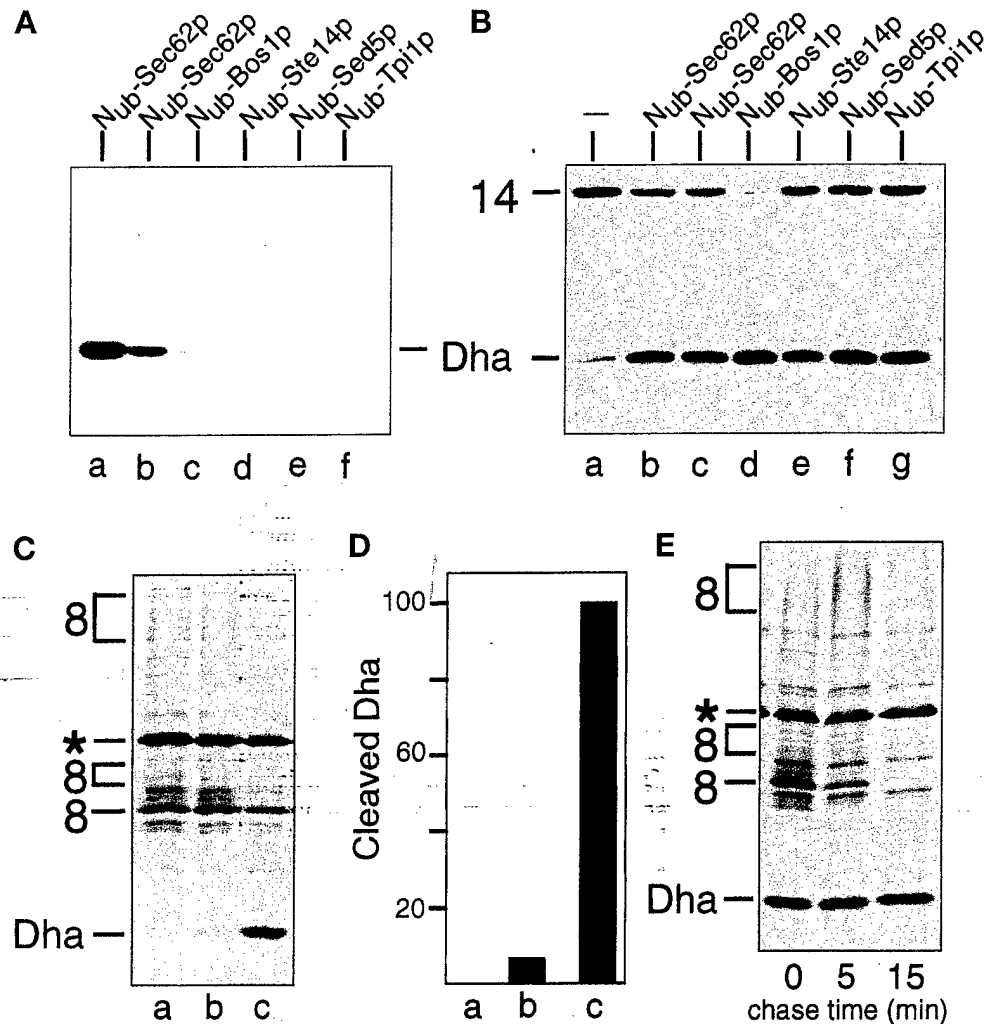 A
Nub-Sec62p
Nub-Sec62p
Nub-Bos1p
Nub-Ste14p
Nub-Sed5p
Nub-Tpi1p
a b c d e f
B
—
Nub-Sec62p
Nub-Sec62p
Nub-Bos1p
Nub-Ste14p
Nub-Sed5p
Nub-Tpi1p
14
Dha
a b c d e f g
C
8
*
8
8
Dha
a b c
D
Cleaved Dha
100
60
20
a b c
E
8
*
8
8
Dha
0 5 15
chase time (min)